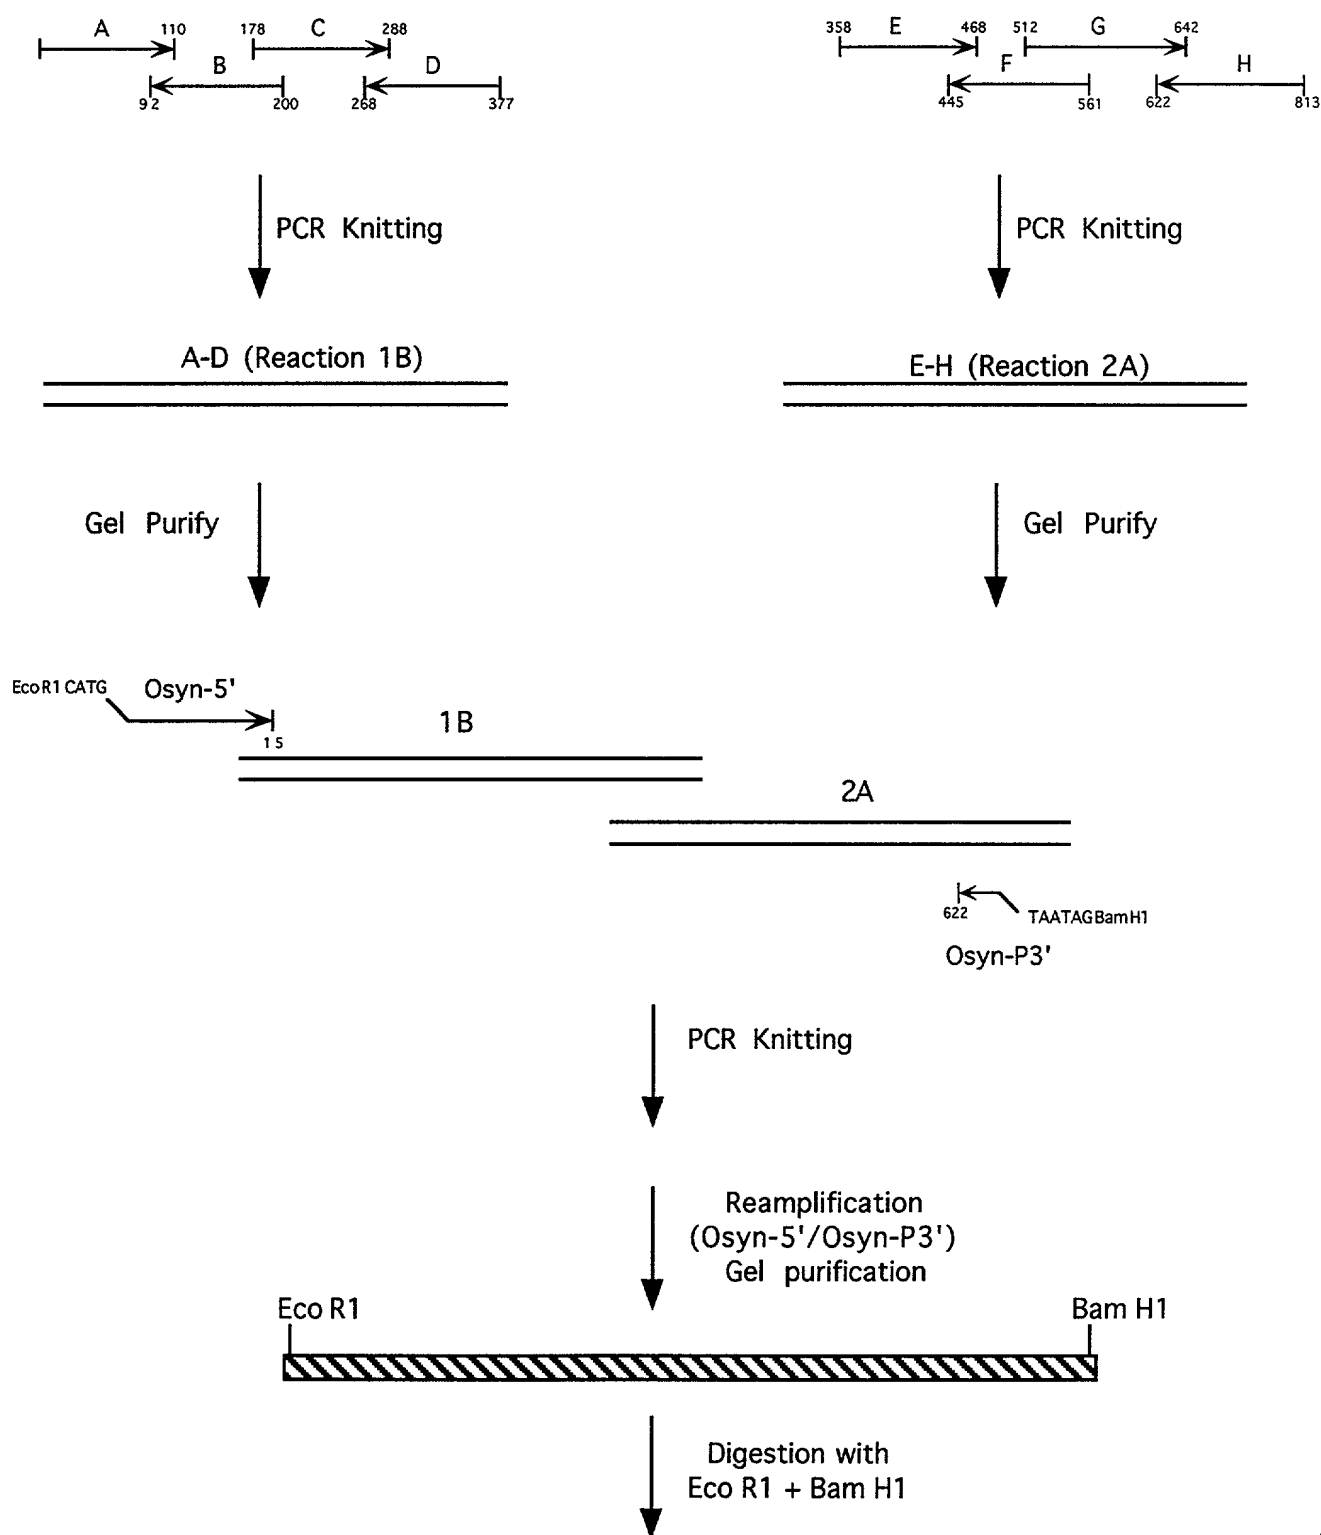 A 110 178 C 288
B D
92 200 268 377
358 E 468 512 G 642
F H
445 561 622 813
PCR Knitting PCR Knitting
A-D (Reaction 1B)
E-H (Reaction 2A)
Gel Purify Gel Purify
EcoR1 CATG Osyn-5'
15
1B
2A
622 TAATAGBamH1
Osyn-P3'
PCR Knitting
Reamplification
(Osyn-5'/Osyn-P3')
Gel purification
Eco R1 Bam H1
Digestion with
Eco R1 + Bam H1